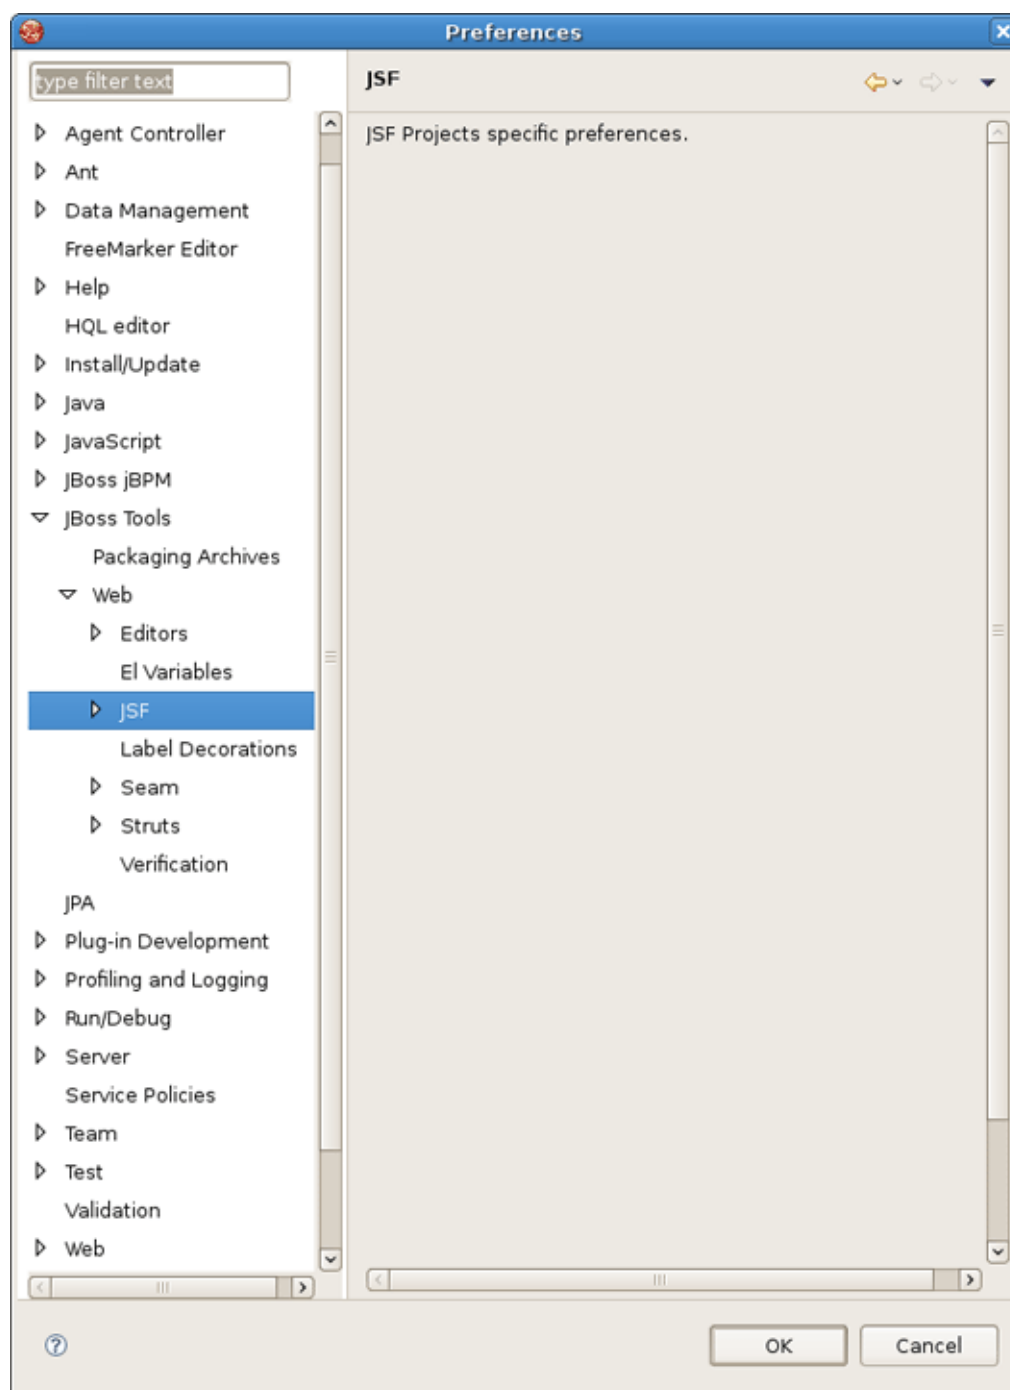 Preferences
type filter text
JSF
Agent Controller
Ant
Data Management
FreeMarker Editor
Help
HQL editor
Install/Update
Java
JavaScript
JBoss jBPM
JBoss Tools
Packaging Archives
Web
Editors
El Variables
JSF
Label Decorations
Seam
Struts
Verification
JPA
Plug-in Development
Profiling and Logging
Run/Debug
Server
Service Policies
Team
Test
Validation
Web
JSF Projects specific preferences.
?
OK
Cancel